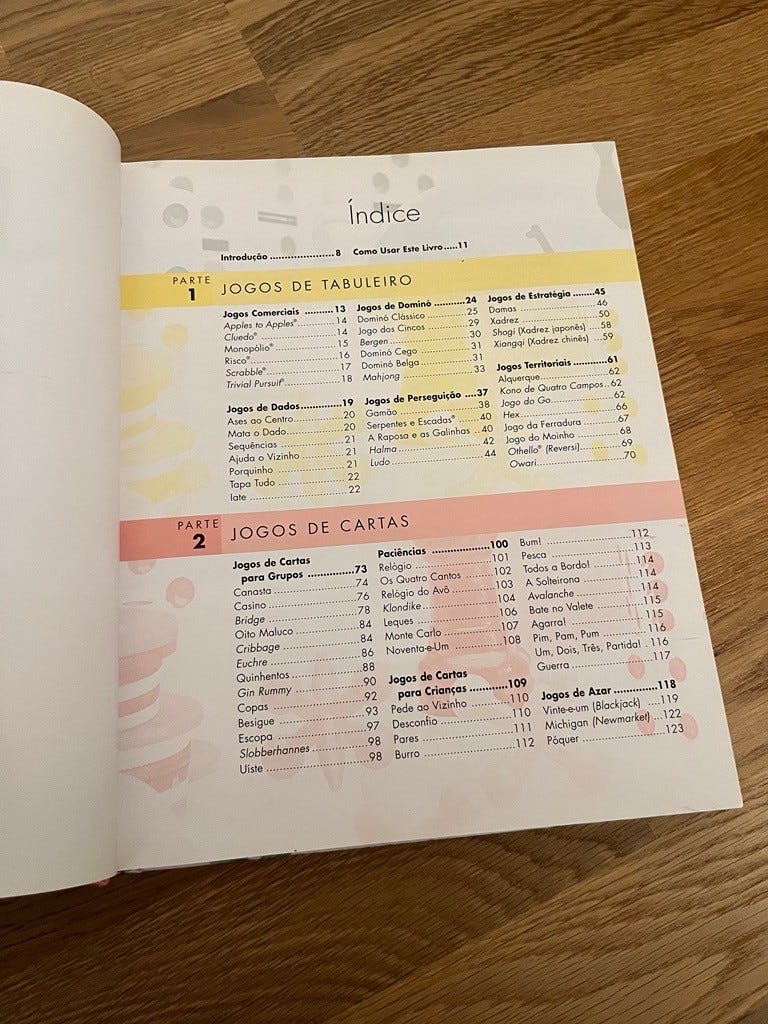 Índice
Introdução ...................... 8 Como Usar Este Livro ..... 11
PARTE 1 JOGOS DE TABULEIRO
Jogos Comerciais .......... 13
Apples to Apples® ............ 14
Cluedo® ............ 14
Monopólio® ............ 15
Risco® ............ 16
Scrabble® ............ 17
Trivial Pursuit® ............ 18
Jogos de Dados ............ 19
Ases ao Centro ............ 20
Mata o Dado ............ 20
Sequências ............ 21
Ajuda o Vizinho ............ 21
Porquinho ............ 21
Tapa Tudo ............ 22
Iate ............ 22
Jogos de Dominó ............ 24
Dominó Clássico ............ 25
Jogo dos Cincos ............ 29
Bergen ............ 30
Dominó Cego ............ 31
Dominó Belga ............ 31
Mahjong ............ 33
Jogos de Perseguição .... 37
Gamão ............ 38
Serpentes e Escadas® ..... 40
A Raposa e as Galinhas .. 40
Halma ............ 42
Ludo ............ 44
Jogos de Estratégia ....... 45
Damas ............ 46
Xadrez ............ 50
Shogi (Xadrez japonês) ... 58
Xiangqi (Xadrez chinês) ... 59
Jogos Territoriais ............ 61
Alquerque ............ 62
Kono de Quatro Campos .. 62
Jogo do Go ............ 62
Hex ............ 66
Jogo da Ferradura ........ 67
Jogo do Moinho ............ 68
Othello® (Reversi) ............ 69
Owari ............ 70
PARTE 2 JOGOS DE CARTAS
Jogos de Cartas
para Grupos ............ 73
Canasta ............ 74
Casino ............ 76
Bridge ............ 78
Oito Maluco ............ 84
Cribbage ............ 84
Euchre ............ 86
Quinhentos ............ 88
Gin Rummy ............ 90
Copas ............ 92
Besigue ............ 93
Escopa ............ 97
Slobberhannes ............ 98
Uíste ............ 98
Paciências ............ 100
Relógio ............ 101
Os Quatro Cantos ...... 102
Relógio do Avô ............ 103
Klondike ............ 104
Leques ............ 106
Monte Carlo ............ 107
Noventa-e-Um ............ 108
Jogos de Cartas
para Crianças ............ 109
Pede ao Vizinho ............ 110
Desconfio ............ 110
Pares ............ 111
Burro ............ 112
Bum! ............ 112
Pesca ............ 113
Todos a Bordo! ............ 114
A Solteirona ............ 114
Avalanche ............ 114
Bate no Valete ............ 115
Agarra! ............ 115
Pim, Pam, Pum ............ 116
Um, Dois, Três, Partida! . 116
Guerra ............ 117
Jogos de Azar ............ 118
Vinte-e-um (Blackjack) ..... 119
Michigan (Newmarket) ... 122
Póquer ............ 123